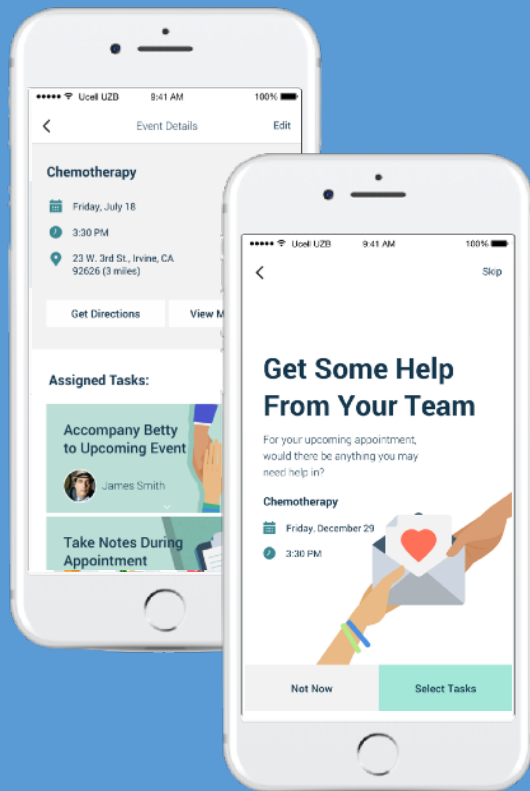 Ucell UZB 9:41 AM 100%
Event Details Edit
Chemotherapy
Friday, July 18
3:30 PM
23 W. 3rd St., Irvine, CA
92626 (3 miles)
Get Directions View
Assigned Tasks:
Accompany Betty
to Upcoming Event
James Smith
Take Notes During
Appointment
Ucell UZB 9:41 AM 100%
Skip
Get Some Help
From Your Team
For your upcoming appointment,
would there be anything you may
need help in?
Chemotherapy
Friday, December 29
3:30 PM
Not Now Select Tasks